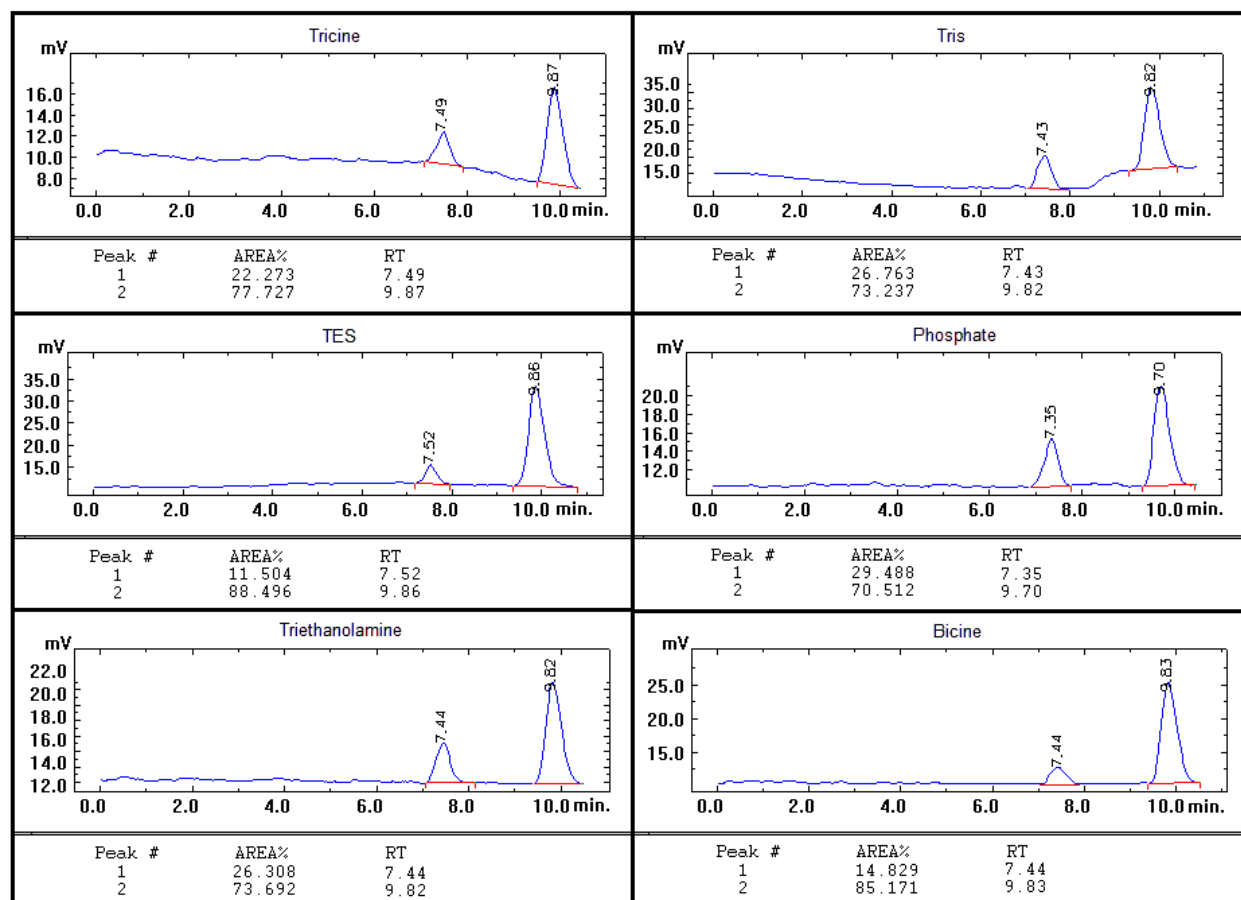 Tricine
mV
16.0
14.0
12.0
10.0
8.0
7.49
9.87
0.0 2.0 4.0 6.0 8.0 10.0 min.
Peak # AREA% RT
1 22.273 7.49
2 77.727 9.87
Tris
mV
35.0
30.0
25.0
20.0
15.0
7.43
9.82
0.0 2.0 4.0 6.0 8.0 10.0 min.
Peak # AREA% RT
1 26.763 7.43
2 73.237 9.82
TES
mV
35.0
30.0
25.0
20.0
15.0
7.52
9.86
0.0 2.0 4.0 6.0 8.0 10.0 min.
Peak # AREA% RT
1 11.504 7.52
2 88.496 9.86
Phosphate
mV
20.0
18.0
16.0
14.0
12.0
7.35
9.70
0.0 2.0 4.0 6.0 8.0 10.0 min.
Peak # AREA% RT
1 29.488 7.35
2 70.512 9.70
Triethanolamine
mV
22.0
20.0
18.0
16.0
14.0
12.0
7.44
9.82
0.0 2.0 4.0 6.0 8.0 10.0 min.
Peak # AREA% RT
1 26.308 7.44
2 73.692 9.82
Bicine
mV
25.0
20.0
15.0
7.44
9.83
0.0 2.0 4.0 6.0 8.0 10.0 min.
Peak # AREA% RT
1 14.829 7.44
2 85.171 9.83